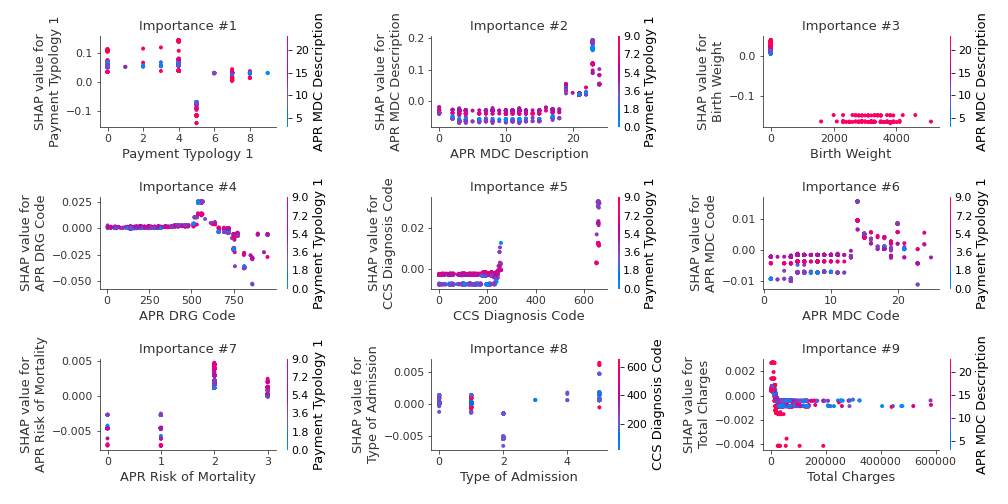 Importance #1
SHAP value for
Payment Typology 1
0.1
0.0
−0.1
0 2 4 6 8
Payment Typology 1
20
15
10
5
APR MDC Description
Importance #2
SHAP value for
APR MDC Description
0.2
0.1
0.0
0 10 20
APR MDC Description
9.0
7.2
5.4
3.6
1.8
0.0
Payment Typology 1
Importance #3
SHAP value for
Birth Weight
0.0
−0.1
2000 4000
0
Birth Weight
20
15
10
5
APR MDC Description
Importance #4
SHAP value for
APR DRG Code
0.025
0.000
−0.025
−0.050
0 250 500 750
APR DRG Code
9.0
7.2
5.4
3.6
1.8
0.0
Payment Typology 1
Importance #5
SHAP value for
CCS Diagnosis Code
0.02
0.00
0 200 400 600
CCS Diagnosis Code
9.0
7.2
5.4
3.6
1.8
0.0
Payment Typology 1
Importance #6
SHAP value for
APR MDC Code
0.01
0.00
−0.01
0 10 20
APR MDC Code
9.0
7.2
5.4
3.6
1.8
0.0
Payment Typology 1
Importance #7
SHAP value for
APR Risk of Mortality
0.005
0.000
−0.005
0 1 2 3
APR Risk of Mortality
9.0
7.2
5.4
3.6
1.8
0.0
Payment Typology 1
Importance #8
SHAP value for
Type of Admission
0.005
0.000
−0.005
0 2 4
Type of Admission
600
400
200
CCS Diagnosis Code
Importance #9
SHAP value for
Total Charges
0.002
0.000
−0.002
−0.004
0 200000 400000 600000
Total Charges
20
15
10
5
APR MDC Description